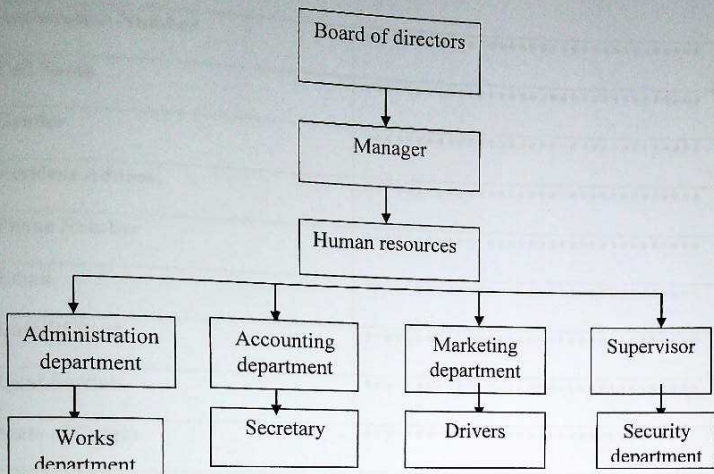 Board of directors
Manager
Human resources
Administration
department
Accounting
department
Marketing
department
Supervisor
Works
department
Secretary
Drivers
Security
department